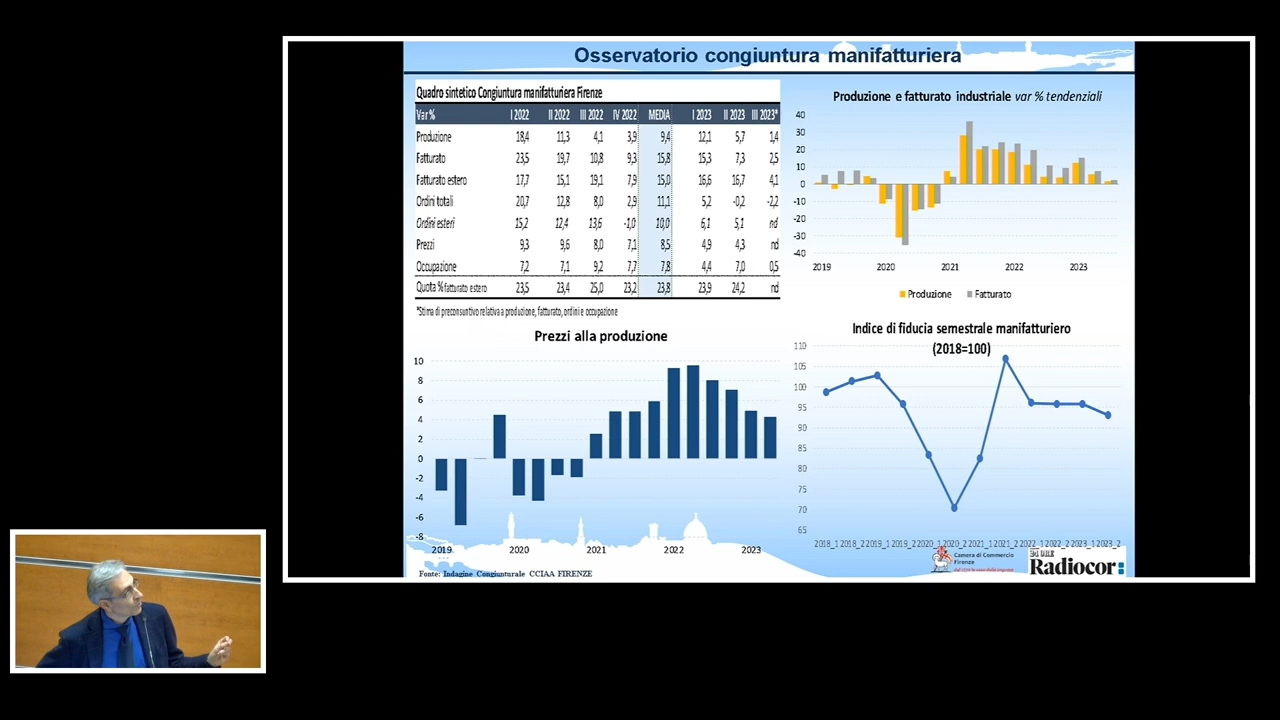 Osservatorio congiuntura manifatturiera
Quadro sintetico Congiuntura manifatturiera Firenze
Var% I 2022 II 2022 III 2022 IV 2022 MEDIA I 2023 II 2023 III 2023*
Produzione 18,4 11,3 4,1 3,9 9,4 12,1 5,7 1,4
Fatturato 23,5 19,7 10,8 9,3 15,8 15,3 7,3 2,5
Fatturato estero 17,7 15,1 19,1 7,9 15,0 16,6 16,7 4,1
Ordini totali 20,7 12,8 8,0 2,9 11,1 5,2 -0,2 -2,2
Ordini esteri 15,2 12,4 13,6 -1,0 10,0 6,1 5,1 nd
Prezzi 9,3 9,6 8,0 7,1 8,5 4,9 4,3 nd
Occupazione 7,2 7,1 9,2 7,7 7,8 4,4 7,0 0,5
Quota % fatturato estero 23,5 23,4 25,0 23,2 23,8 23,9 24,2 nd
*Stima di preconsuntivo relativa a produzione, fatturato, ordini e occupazione
Produzione e fatturato industriale var % tendenziali
40
30
20
10
0
-10
-20
-30
-40
2019 2020 2021 2022 2023
Produzione Fatturato
Prezzi alla produzione
10
8
6
4
2
0
-2
-4
-6
-8
2019 2020 2021 2022 2023
Fonte: Indagine Congiunturale CCIAA FIRENZE
Indice di fiducia semestrale manifatturiero
(2018=100)
110
105
100
95
90
85
80
75
70
65
2018_1 2018_2 2019_1 2019_2 2020_1 2020_2 2021_1 2021_2 2022_1 2022_2 2023_1 2023_2
Camera di Commercio
Firenze
24 ORE
Radiocor